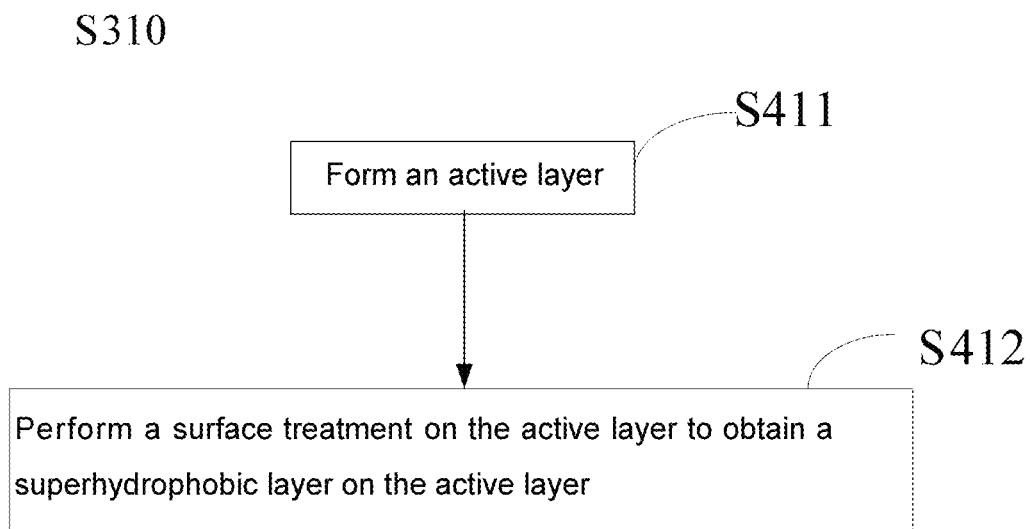 S310
S411
Form an active layer
S412
Perform a surface treatment on the active layer to obtain a
superhydrophobic layer on the active layer